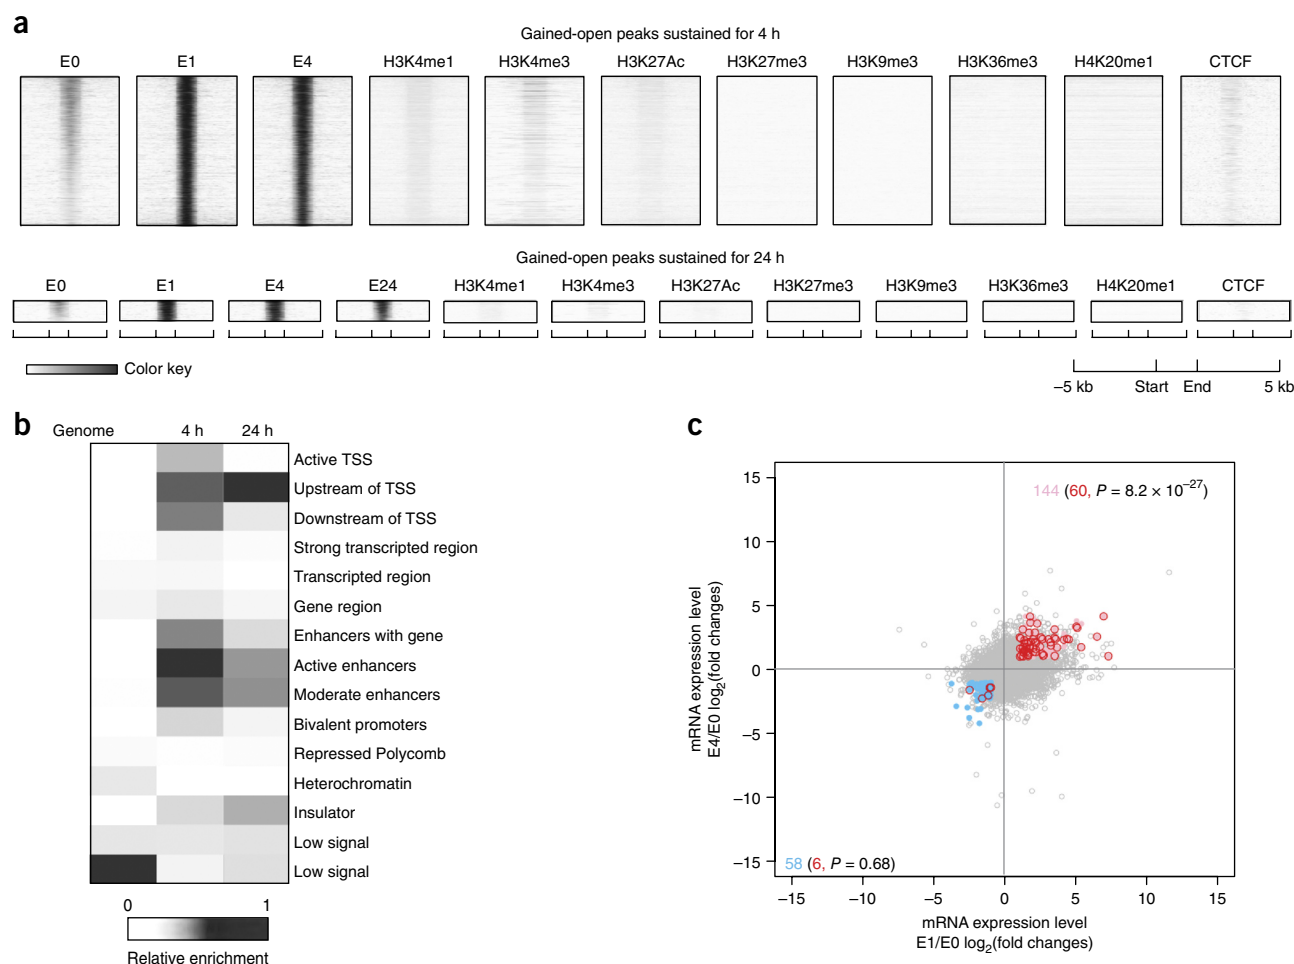 a
Gained-open peaks sustained for 4 h
E0 E1 E4 H3K4me1 H3K4me3 H3K27Ac H3K27me3 H3K9me3 H3K36me3 H4K20me1 CTCF
Gained-open peaks sustained for 24 h
E0 E1 E4 E24 H3K4me1 H3K4me3 H3K27Ac H3K27me3 H3K9me3 H3K36me3 H4K20me1 CTCF
Color key
−5 kb Start End 5 kb
b
Genome 4 h 24 h
Active TSS
Upstream of TSS
Downstream of TSS
Strong transcribed region
Transcribed region
Gene region
Enhancers with gene
Active enhancers
Moderate enhancers
Bivalent promoters
Repressed Polycomb
Heterochromatin
Insulator
Low signal
Low signal
0 1
Relative enrichment
c
144 (60, P = 8.2 × 10⁻²⁷)
15
10
5
0
−5
−10
−15
mRNA expression level
E4/E0 log₂(fold changes)
58 (6, P = 0.68)
−15 −10 −5 0 5 10 15
mRNA expression level
E1/E0 log₂(fold changes)